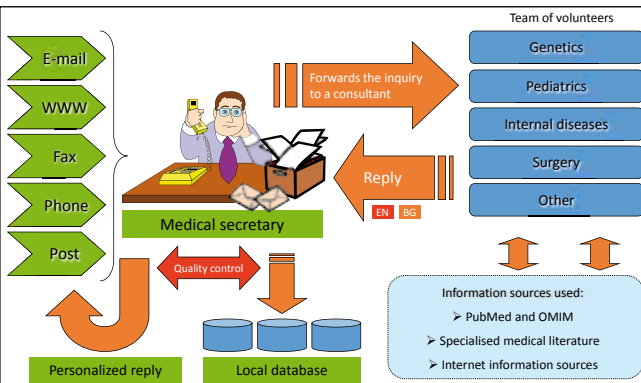 Team of volunteers
E-mail
WWW
Fax
Phone
Post
Forwards the inquiry
to a consultant
Genetics
Pediatrics
Internal diseases
Surgery
Other
Reply
EN BG
Medical secretary
Quality control
Personalized reply
Local database
Information sources used:
➢ PubMed and OMIM
➢ Specialised medical literature
➢ Internet information sources